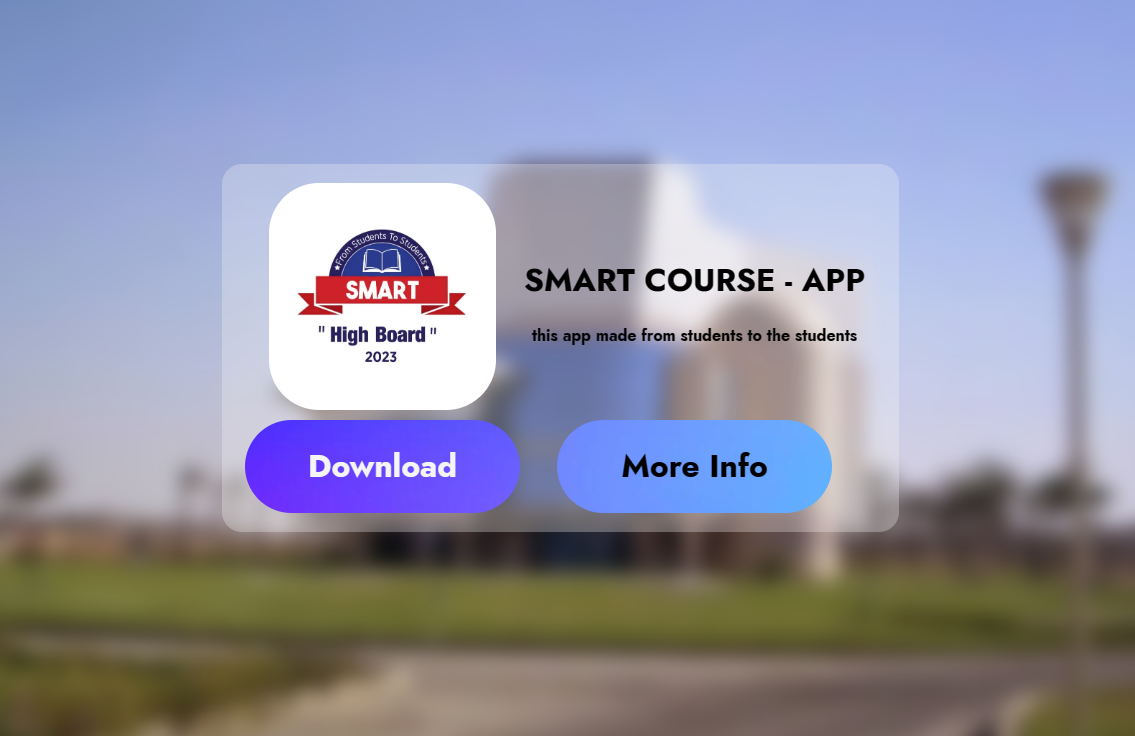 From Students To Students
SMART
" High Board "
2023
SMART COURSE - APP
this app made from students to the students
Download
More Info